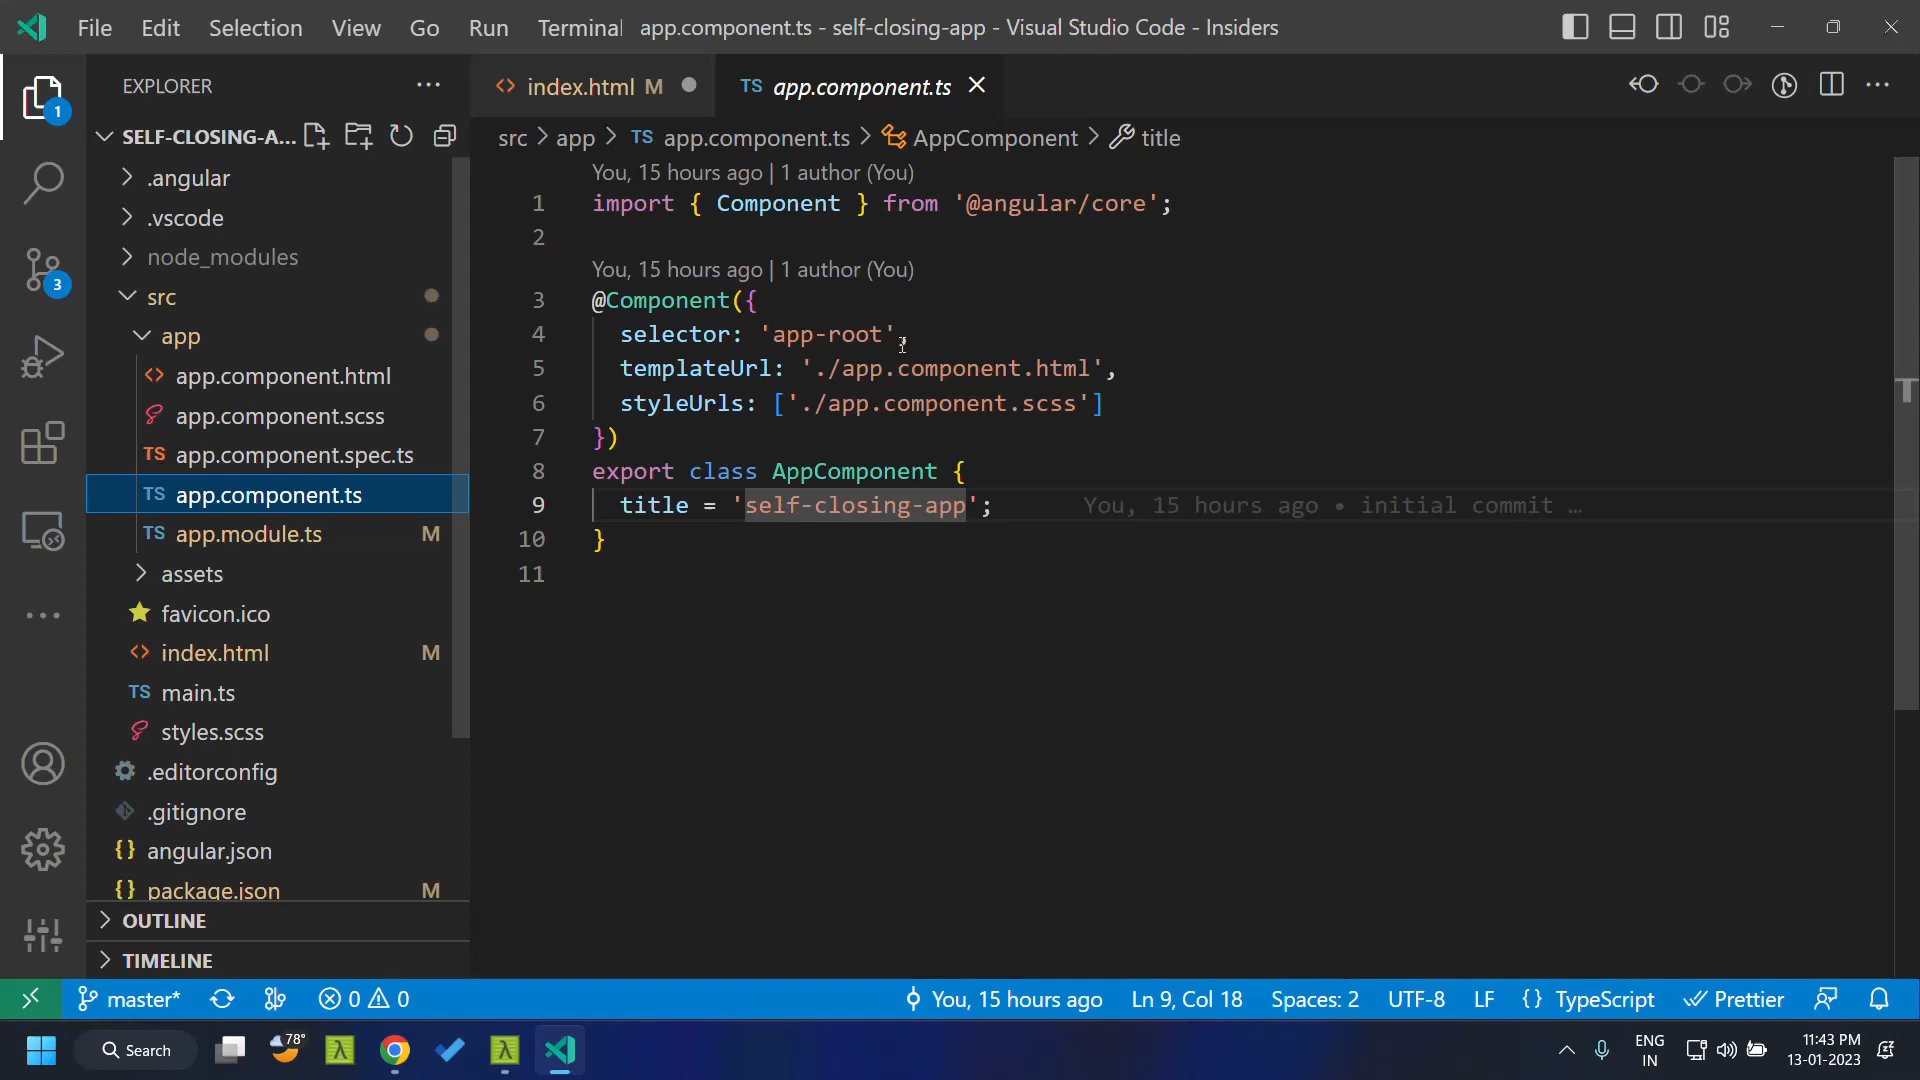 File Edit Selection View Go Run Terminal app.component.ts - self-closing-app - Visual Studio Code - Insiders
EXPLORER
index.html M
TS app.component.ts
SELF-CLOSING-A...
src > app > TS app.component.ts > AppComponent > title
.angular
.vscode
node_modules
src
app
app.component.html
app.component.scss
TS app.component.spec.ts
TS app.component.ts
TS app.module.ts M
assets
favicon.ico
index.html M
TS main.ts
styles.scss
.editorconfig
.gitignore
{} angular.json
{} package.json M
OUTLINE
TIMELINE
1
3
You, 15 hours ago | 1 author (You)
1 import { Component } from '@angular/core';
2
You, 15 hours ago | 1 author (You)
3 @Component({
4 selector: 'app-root',
5 templateUrl: './app.component.html',
6 styleUrls: ['./app.component.scss']
7 })
8 export class AppComponent {
9 title = 'self-closing-app'; You, 15 hours ago • initial commit …
10 }
11
master* 0 0 You, 15 hours ago Ln 9, Col 18 Spaces: 2 UTF-8 LF {} TypeScript Prettier
Search 78° ENG IN 11:43 PM 13-01-2023